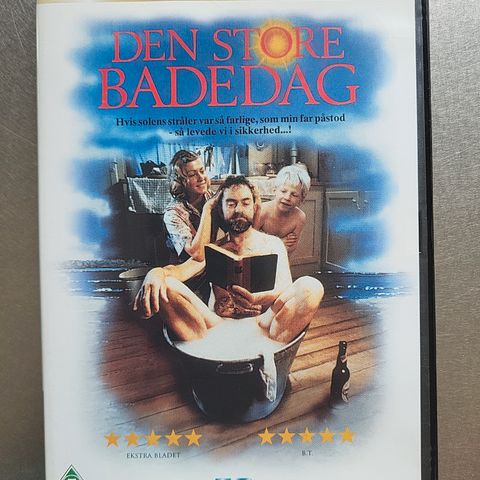 DEN STORE
BADEDAG
Hvis solens stråler var så farlige, som min far påstod
- så levede vi i sikkerhed...!
EKSTRA BLADET
B.T.